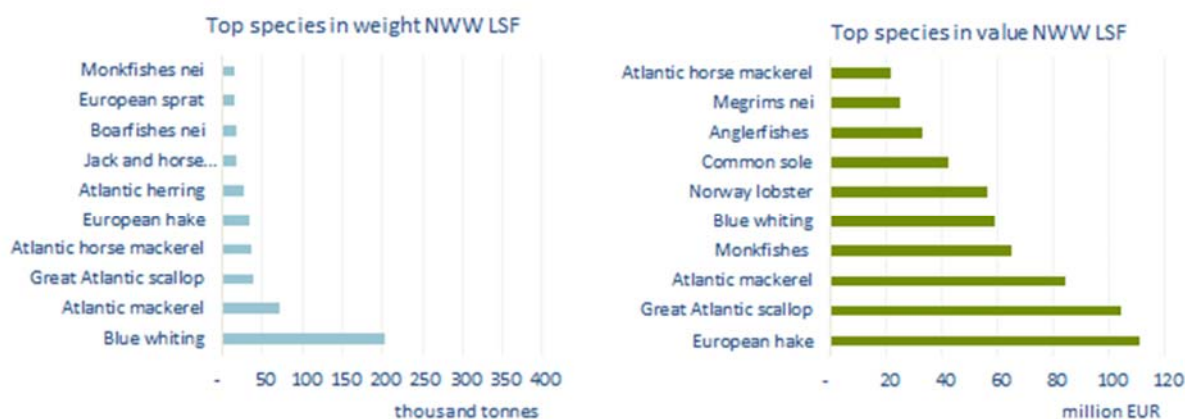 Top species in weight NWW LSF
Monkfishes nei
European sprat
Boarfishes nei
Jack and horse...
Atlantic herring
European hake
Atlantic horse mackerel
Great Atlantic scallop
Atlantic mackerel
Blue whiting
- 50 100 150 200 250 300 350 400
thousand tonnes
Top species in value NWW LSF
Atlantic horse mackerel
Megrims nei
Anglerfishes
Common sole
Norway lobster
Blue whiting
Monkfishes
Atlantic mackerel
Great Atlantic scallop
European hake
- 20 40 60 80 100 120
million EUR